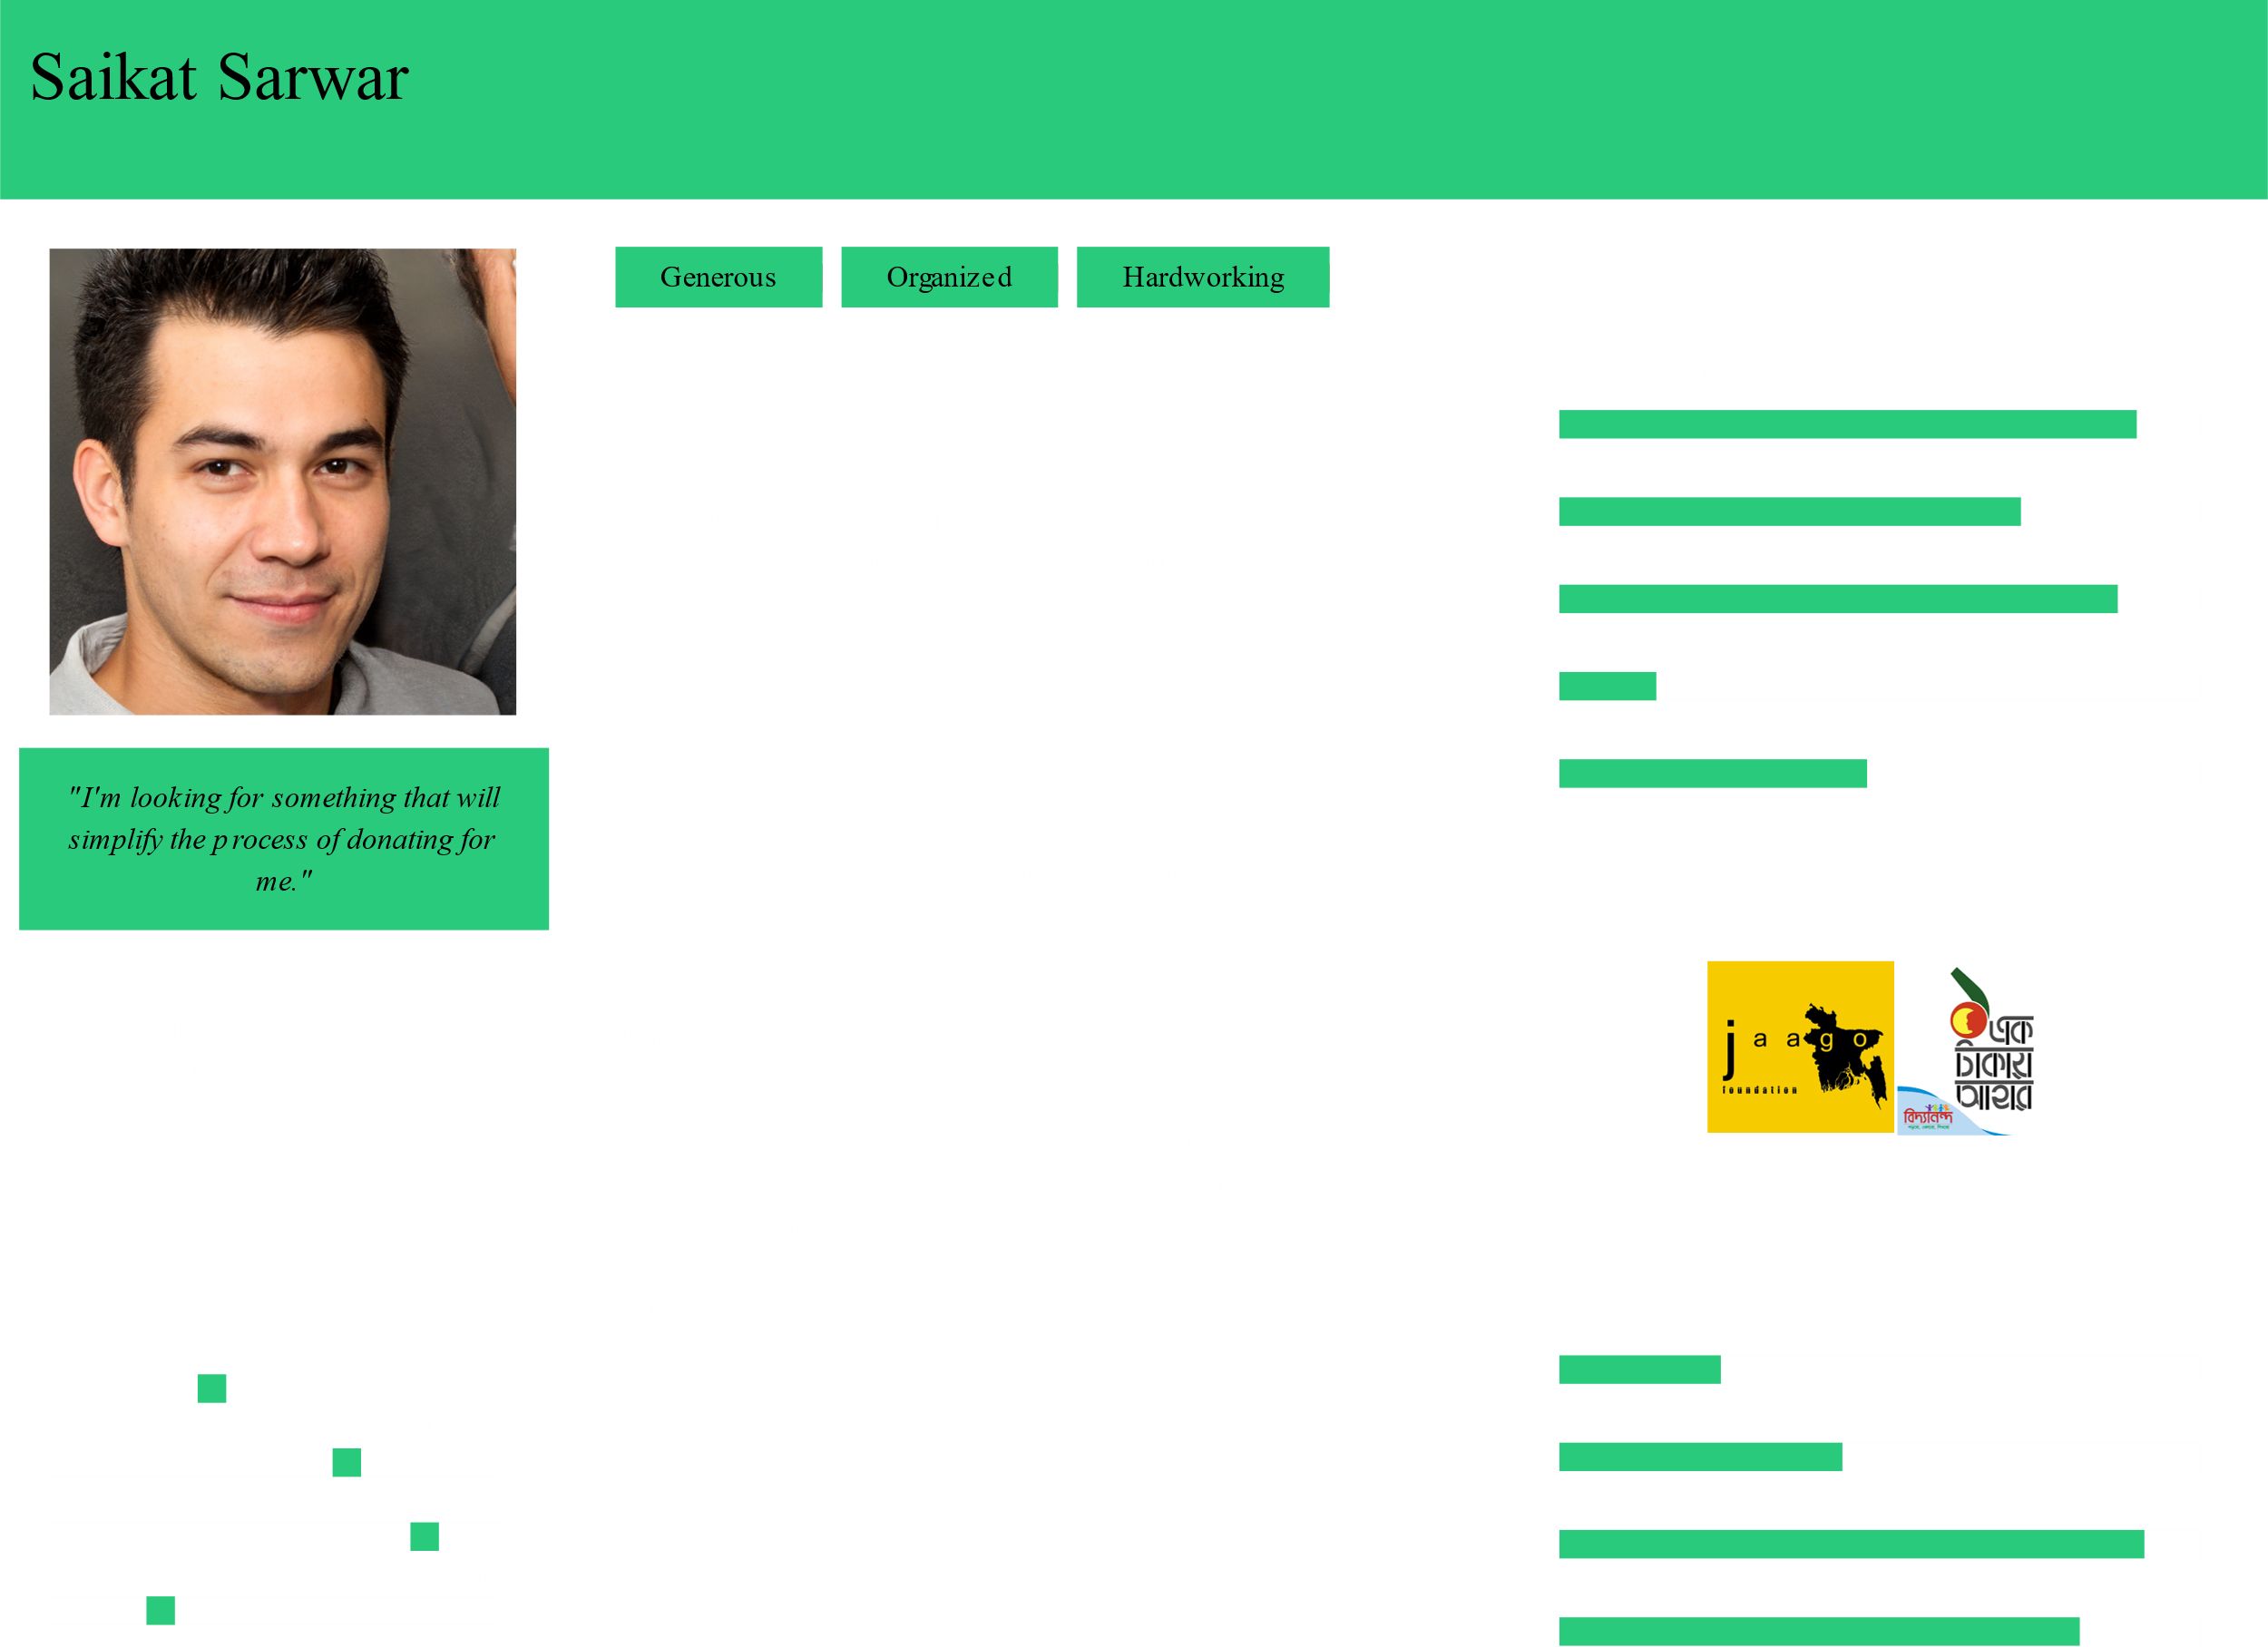 Saikat Sarwar
Generous
Organized
Hardworking
"I'm looking for something that will
simplify the process of donating for
me."
jaago
foundation
এক
টাকায়
আহার
বিদ্যানন্দ